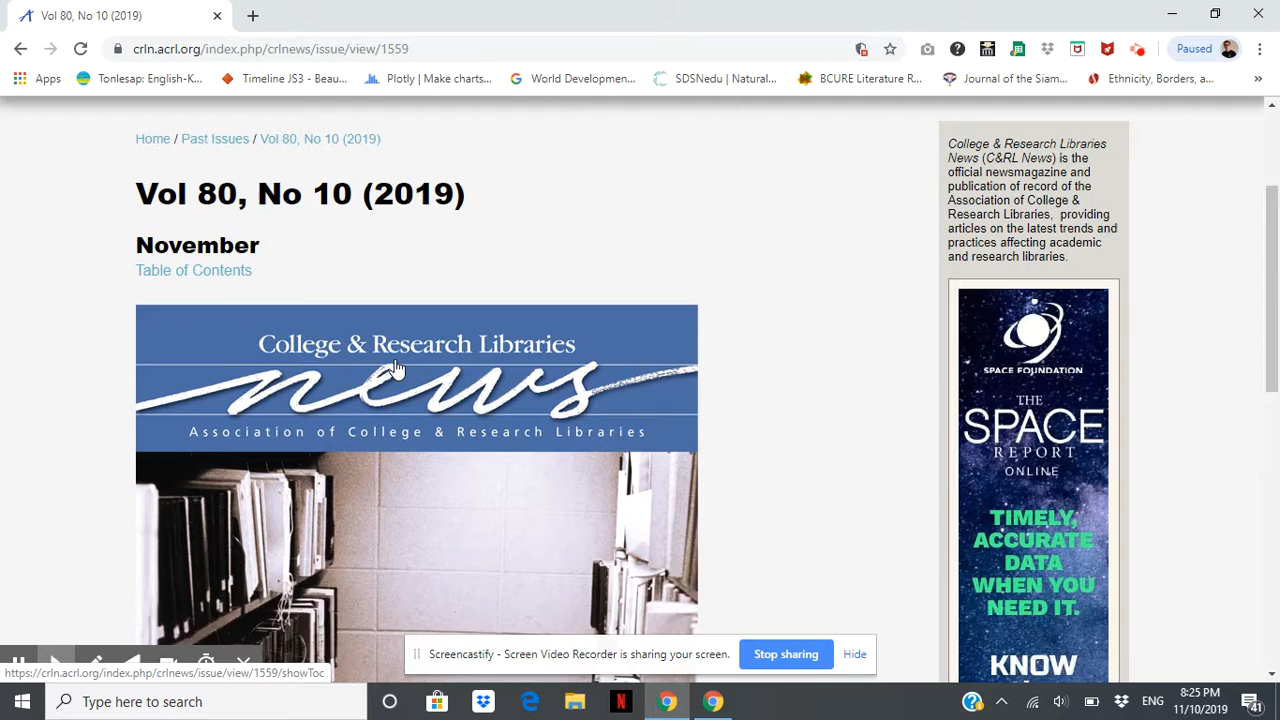 Vol 80, No 10 (2019)
crln.acrl.org/index.php/crlnews/issue/view/1559
Paused
Apps
Tonlesap: English-K...
Timeline JS3 - Beau...
Plotly | Make charts...
World Developmen...
SDSNedu | Natural...
BCURE Literature R...
Journal of the Siam...
Ethnicity, Borders, a...
»
Home / Past Issues / Vol 80, No 10 (2019)
Vol 80, No 10 (2019)
November
Table of Contents
College & Research Libraries
news
Association of College & Research Libraries
College & Research Libraries
News (C&RL News) is the
official newsmagazine and
publication of record of the
Association of College &
Research Libraries, providing
articles on the latest trends and
practices affecting academic
and research libraries.
SPACE FOUNDATION
THE
SPACE
REPORT
ONLINE
TIMELY,
ACCURATE
DATA
WHEN YOU
NEED IT.
KNOW
Screencastify - Screen Video Recorder is sharing your screen.
Stop sharing
Hide
https://crln.acrl.org/index.php/crlnews/issue/view/1559/showToc
Type here to search
ENG
8:25 PM
11/10/2019
41